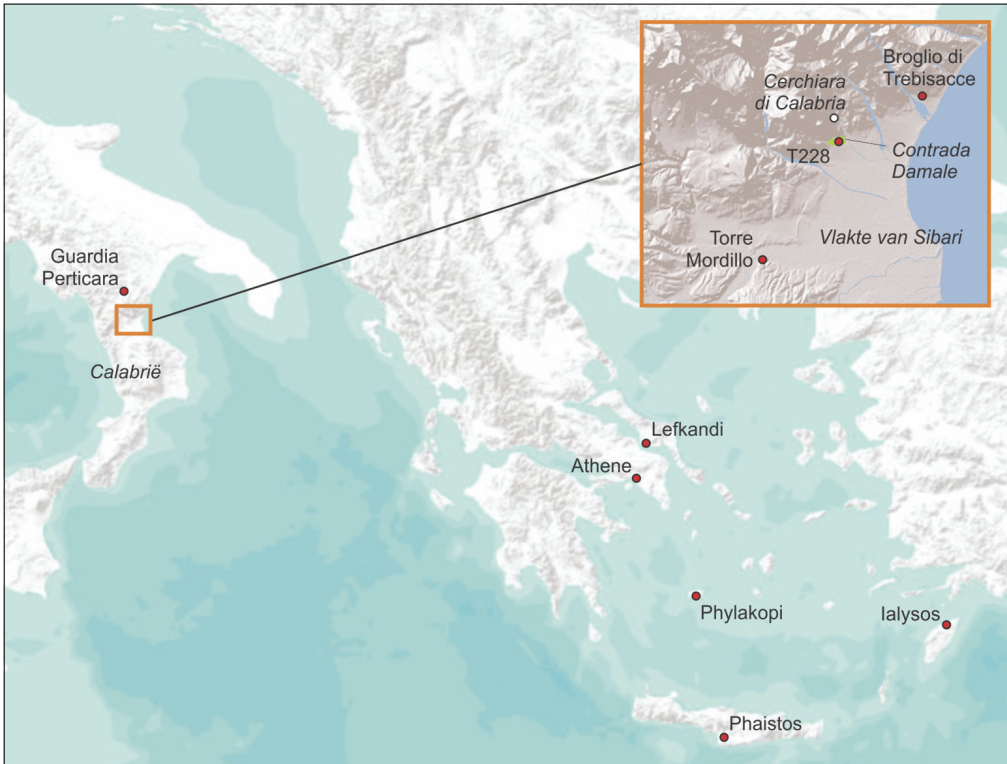 Broglio di
Trebisacce
Cerchiara
di Calabria
T228
Contrada
Damale
Vlakte van Sibari
Torre
Mordillo
Guardia
Perticara
Calabrië
Lefkandi
Athene
Phylakopi
Ialysos
Phaistos